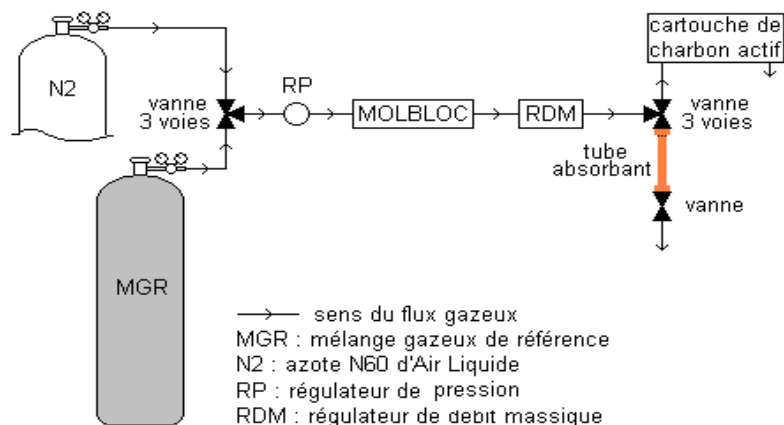 cartouche de
charbon actif
N2
RP
vanne
3 voies
MOLBLOC
RDM
vanne
3 voies
tube
absorbant
vanne
MGR
sens du flux gazeux
MGR : mélange gazeux de référence
N2 : azote N60 d'Air Liquide
RP : régulateur de pression
RDM : régulateur de débit massique